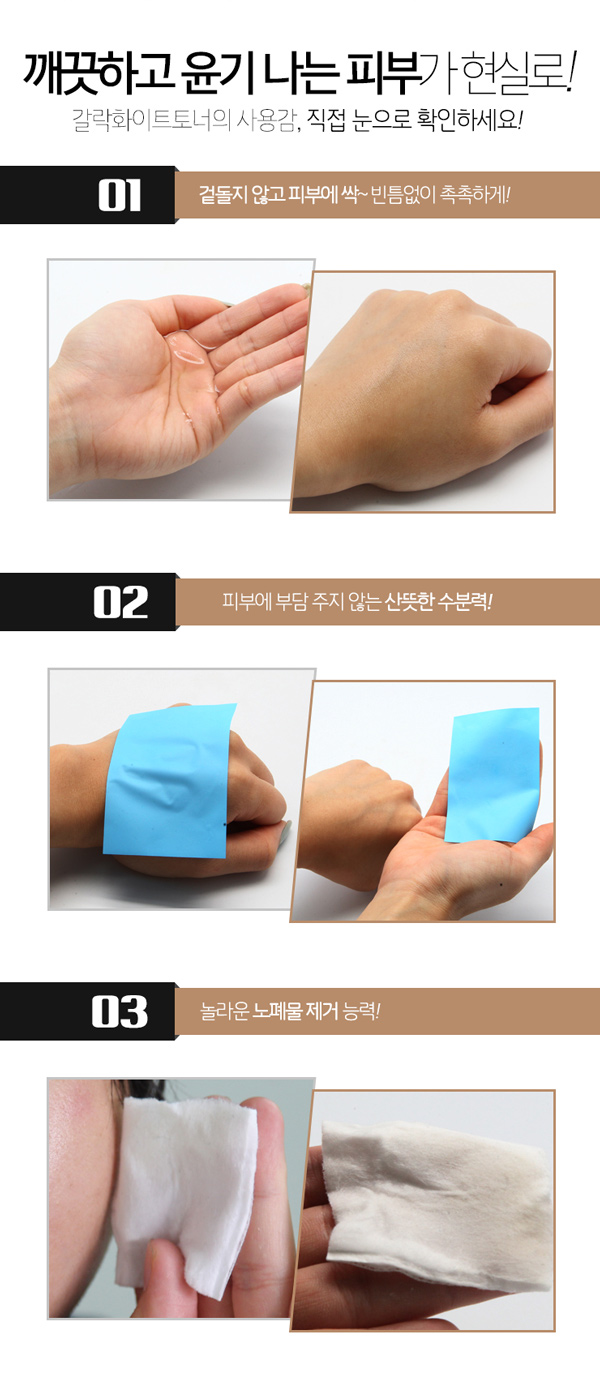 깨끗하고 윤기 나는 피부가 현실로!
갈락화이트토너의 사용감, 직접 눈으로 확인하세요!
01
겉돌지 않고 피부에 싹~ 빈틈없이 촉촉하게!
02
피부에 부담 주지 않는 산뜻한 수분력!
03
놀라운 노폐물 제거 능력!